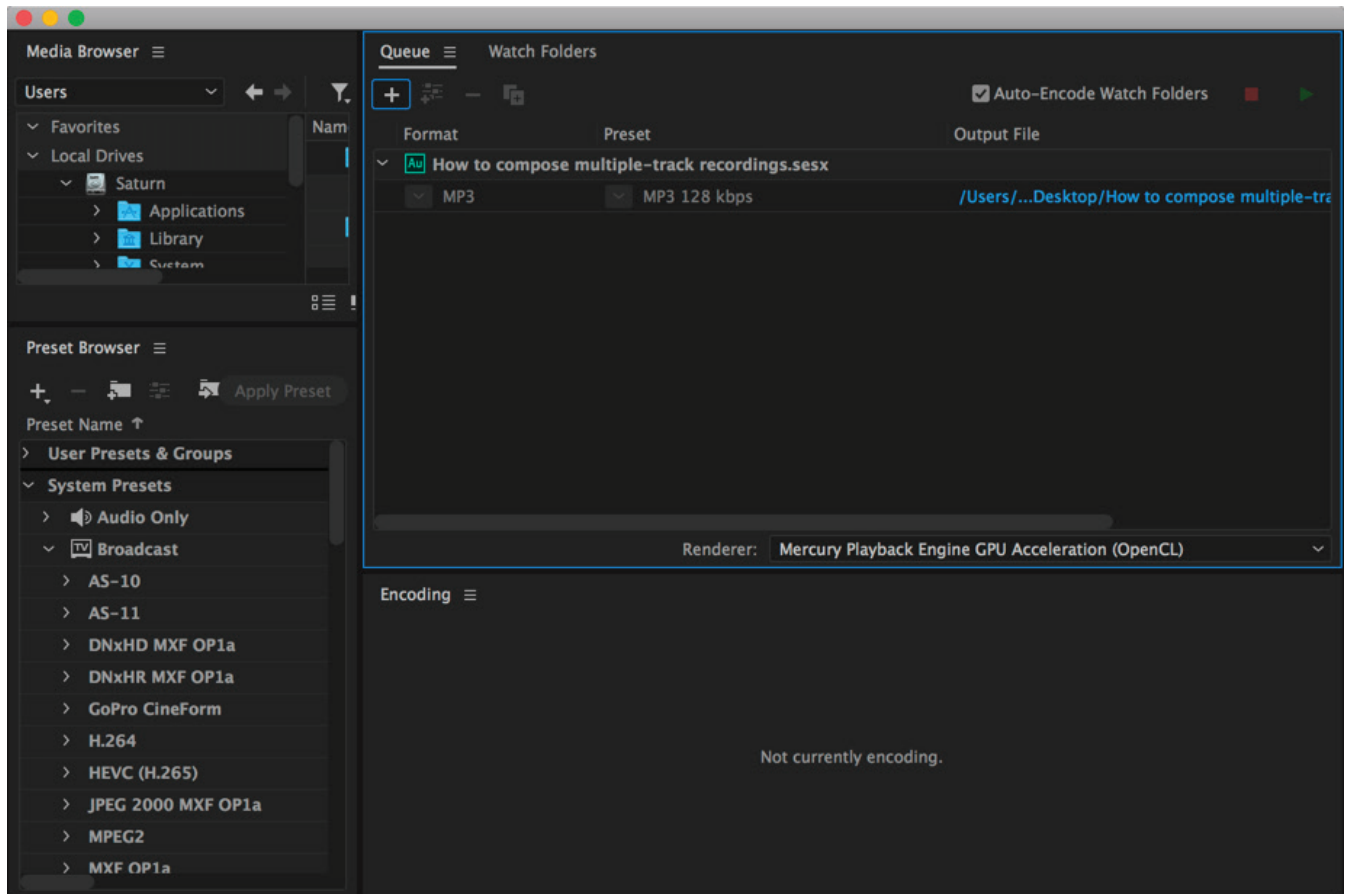 Media Browser
Users
Favorites
Nam
Local Drives
Saturn
Applications
Library
System
Preset Browser
Apply Preset
Preset Name
User Presets & Groups
System Presets
Audio Only
TV Broadcast
AS-10
AS-11
DNxHD MXF OP1a
DNxHR MXF OP1a
GoPro CineForm
H.264
HEVC (H.265)
JPEG 2000 MXF OP1a
MPEG2
MXF OP1a
Queue Watch Folders
Auto-Encode Watch Folders
Format Preset Output File
Au How to compose multiple-track recordings.sesx
MP3 MP3 128 kbps /Users/...Desktop/How to compose multiple-tra
Renderer: Mercury Playback Engine GPU Acceleration (OpenCL)
Encoding
Not currently encoding.